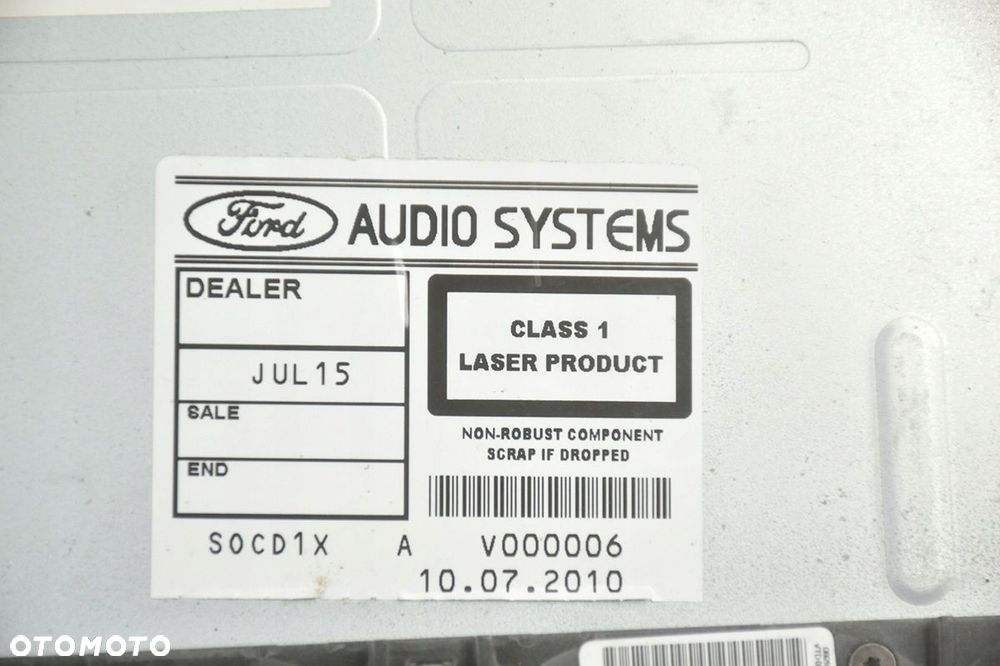 Ford AUDIO SYSTEMS
DEALER
JUL15
SALE
END
CLASS 1
LASER PRODUCT
NON-ROBUST COMPONENT
SCRAP IF DROPPED
SOCD1X A V000006
10.07.2010
OTOMOTO